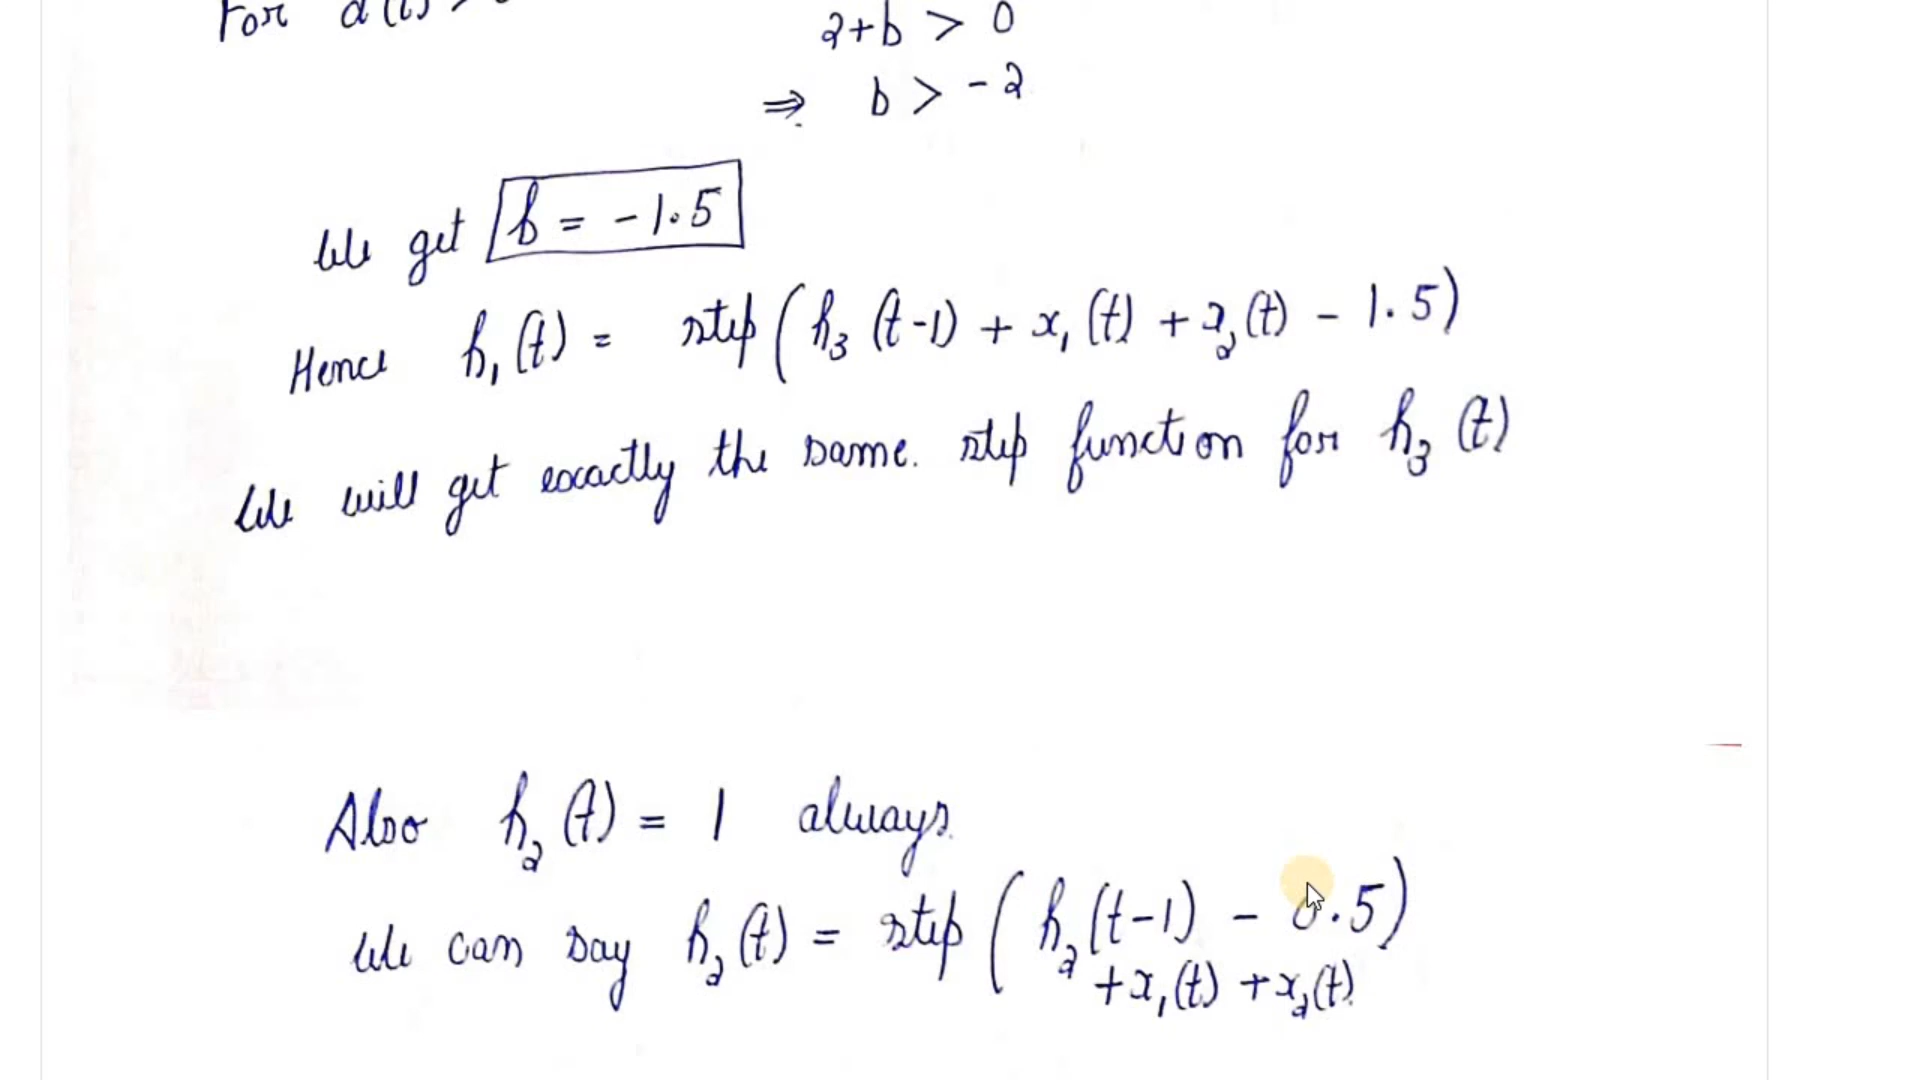 For
2+b > 0
⇒ b > -2
We get b = -1.5
Hence h₁(t) = step(h₃(t-1) + x₁(t) + x₂(t) - 1.5)
We will get exactly the same. step function for h₃(t)
Also h₂(t) = 1 always.
We can say h₂(t) = step(h₂(t-1) - 0.5)
+x₁(t) +x₂(t)